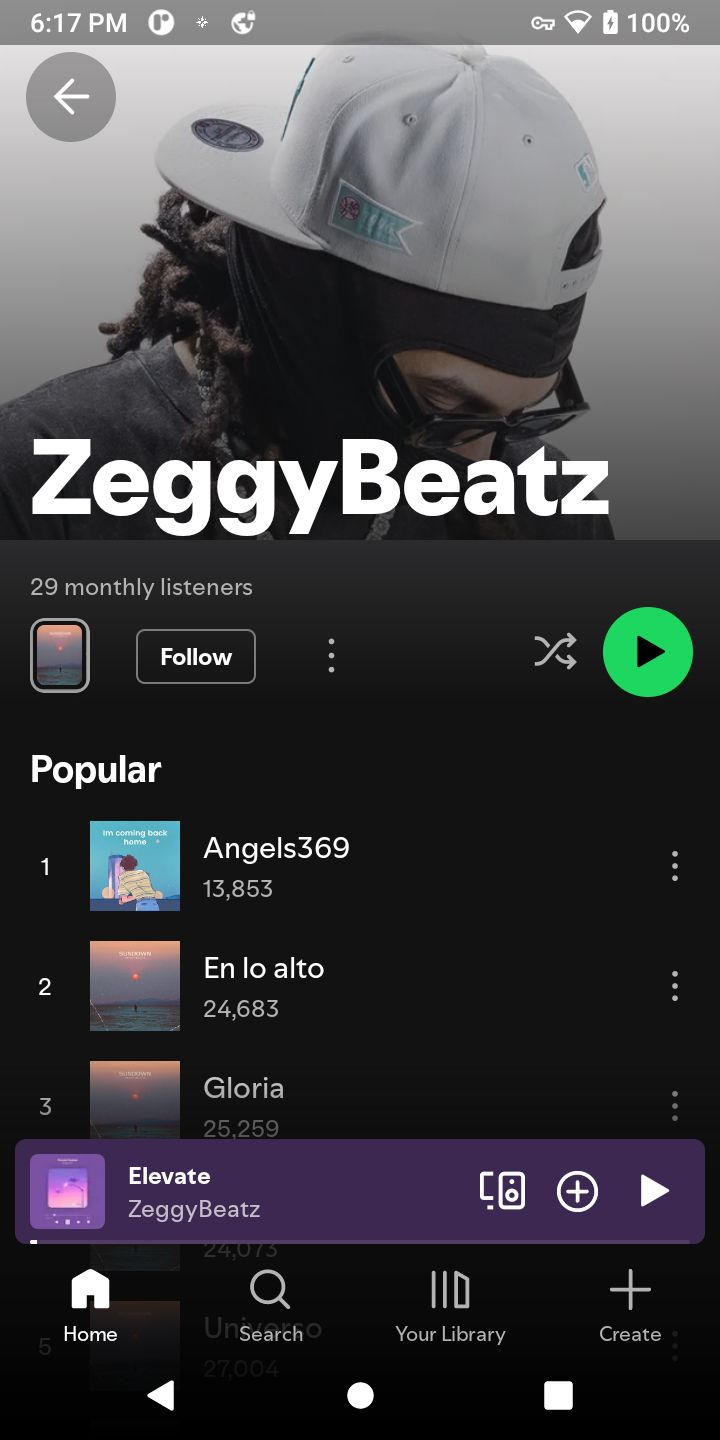 6:17 PM
100%
ZeggyBeatz
29 monthly listeners
Follow
Popular
1
Im coming back
home
Angels369
13,853
2
SUNDOWN
En lo alto
24,683
3
SUNDOWN
Gloria
25,259
Elevate
ZeggyBeatz
24,073
5
Universo
27,004
Home
Search
Your Library
Create